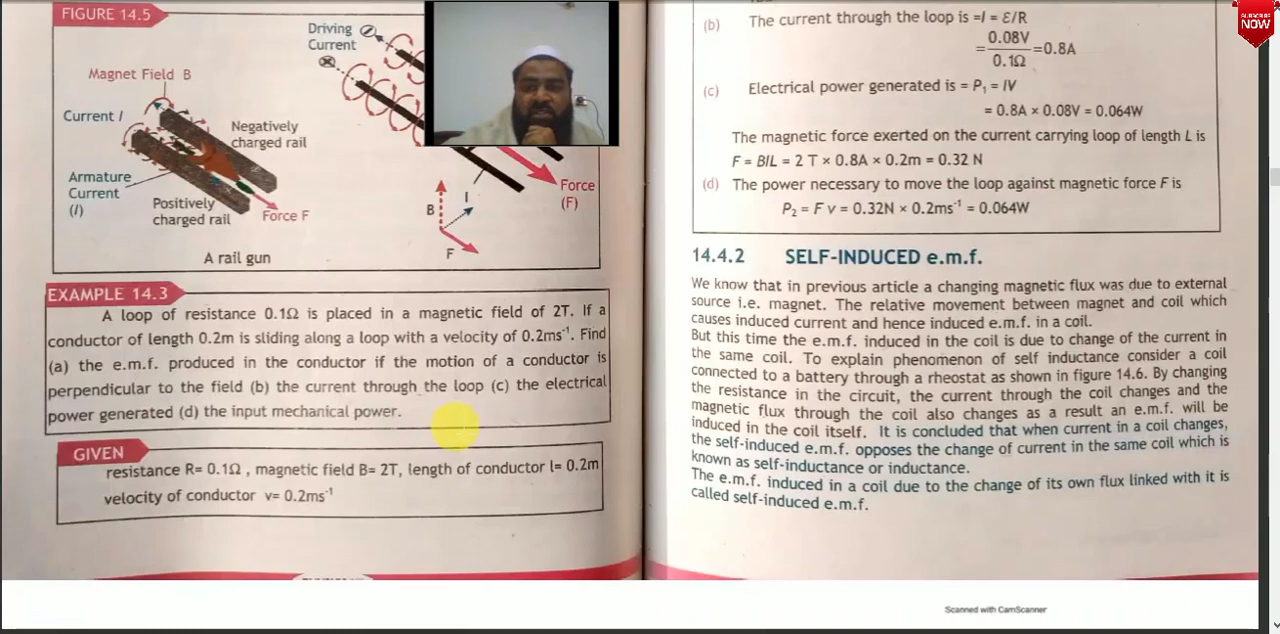 FIGURE 14.5
Driving
Current
Magnet Field B
Current I
Negatively
charged rail
Armature
Current
(I)
Positively
charged rail
Force F
A rail gun
B
I
F
Force
(F)
EXAMPLE 14.3
A loop of resistance 0.1Ω is placed in a magnetic field of 2T. If a
conductor of length 0.2m is sliding along a loop with a velocity of 0.2ms⁻¹. Find
(a) the e.m.f. produced in the conductor if the motion of a conductor is
perpendicular to the field (b) the current through the loop (c) the electrical
power generated (d) the input mechanical power.
GIVEN
resistance R= 0.1Ω , magnetic field B= 2T, length of conductor l= 0.2m
velocity of conductor v= 0.2ms⁻¹
(b) The current through the loop is =I = ℰ/R
= 0.08V / 0.1Ω =0.8A
(c) Electrical power generated is = P₁ = IV
= 0.8A × 0.08V = 0.064W
The magnetic force exerted on the current carrying loop of length L is
F = BIL = 2 T × 0.8A × 0.2m = 0.32 N
(d) The power necessary to move the loop against magnetic force F is
P₂ = F v = 0.32N × 0.2ms⁻¹ = 0.064W
14.4.2 SELF-INDUCED e.m.f.
We know that in previous article a changing magnetic flux was due to external
source i.e. magnet. The relative movement between magnet and coil which
causes induced current and hence induced e.m.f. in a coil.
But this time the e.m.f. induced in the coil is due to change of the current in
the same coil. To explain phenomenon of self inductance consider a coil
connected to a battery through a rheostat as shown in figure 14.6. By changing
the resistance in the circuit, the current through the coil changes and the
magnetic flux through the coil also changes as a result an e.m.f. will be
induced in the coil itself. It is concluded that when current in a coil changes,
the self-induced e.m.f. opposes the change of current in the same coil which is
known as self-inductance or inductance.
The e.m.f. induced in a coil due to the change of its own flux linked with it is
called self-induced e.m.f.
Scanned with CamScanner
SUBSCRIBE
NOW